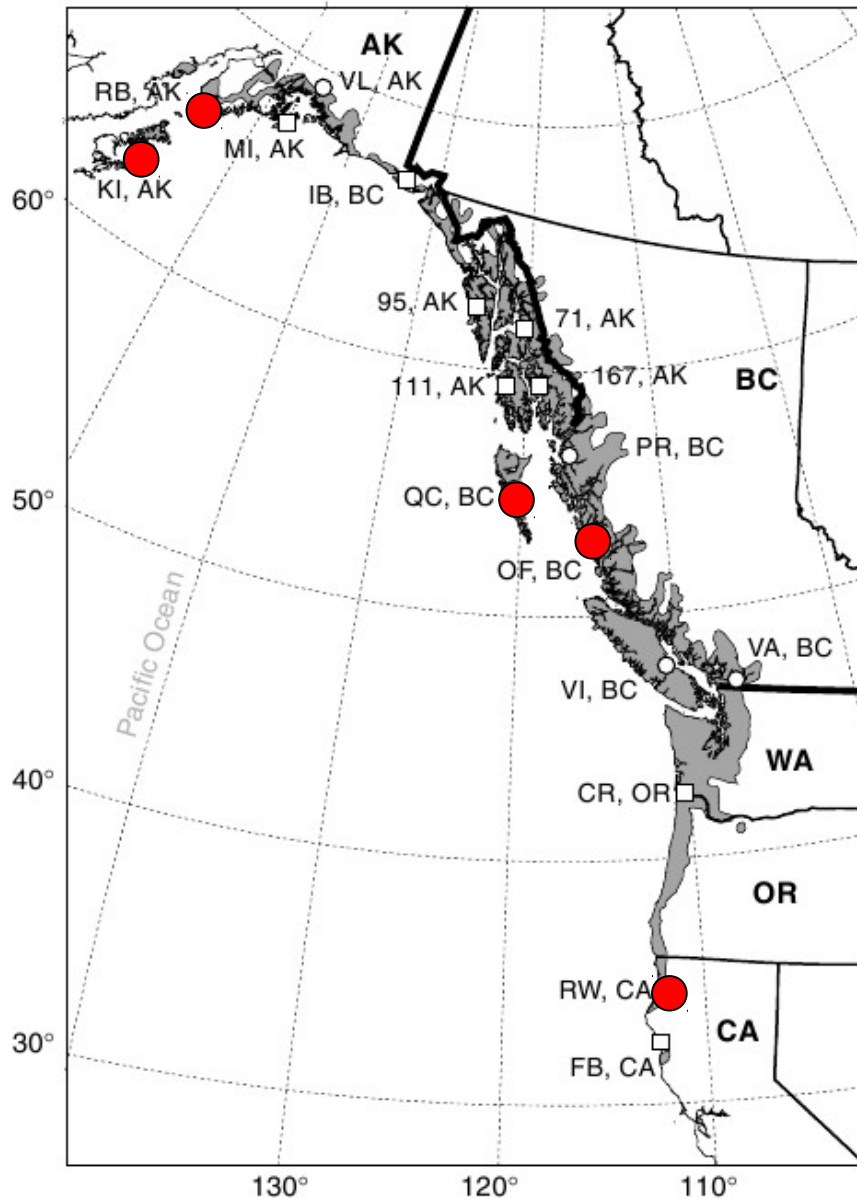 AK
VL, AK
RB, AK
MI, AK
KI, AK
60°
IB, BC
95, AK
71, AK
111, AK
167, AK
BC
PR, BC
QC, BC
50°
OF, BC
Pacific Ocean
VA, BC
VI, BC
WA
40°
CR, OR
OR
RW, CA
CA
30°
FB, CA
130°
120°
110°